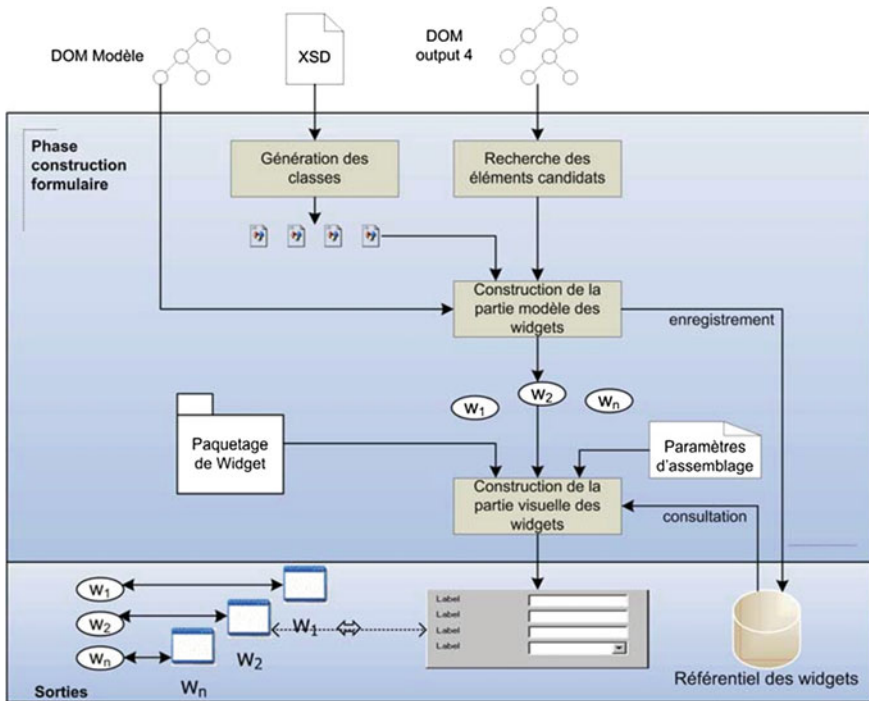 DOM Modèle
XSD
DOM
output 4
Phase
construction
formulaire
Génération des
classes
Recherche des
éléments candidats
Construction de la
partie modèle des
widgets
enregistrement
W1
W2
Wn
Paquetage
de Widget
Paramètres
d'assemblage
Construction de la
partie visuelle des
widgets
consultation
W1
W2
Wn
W1
W2
Wn
Label
Label
Label
Label
Référentiel des widgets
Sorties